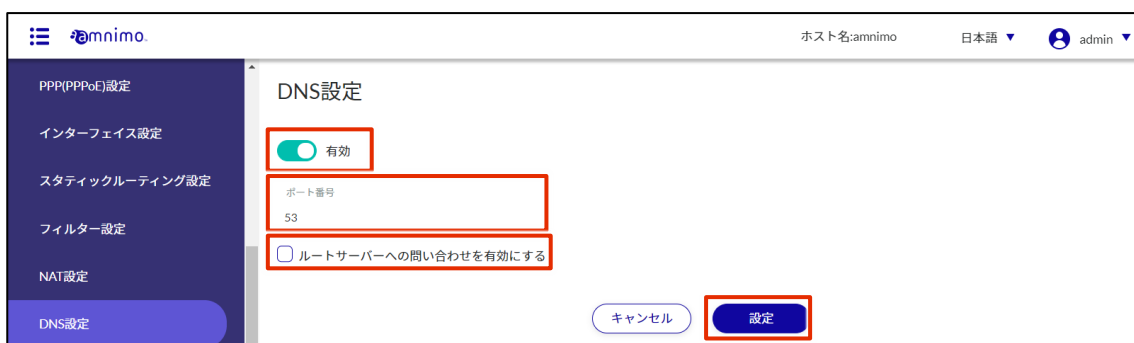 amnimo.
ホスト名:amnimo
日本語 ▼
admin ▼
PPP(PPPoE)設定
インターフェイス設定
スタティックルーティング設定
フィルター設定
NAT設定
DNS設定
DNS設定
有効
ポート番号
53
ルートサーバーへの問い合わせを有効にする
キャンセル
設定